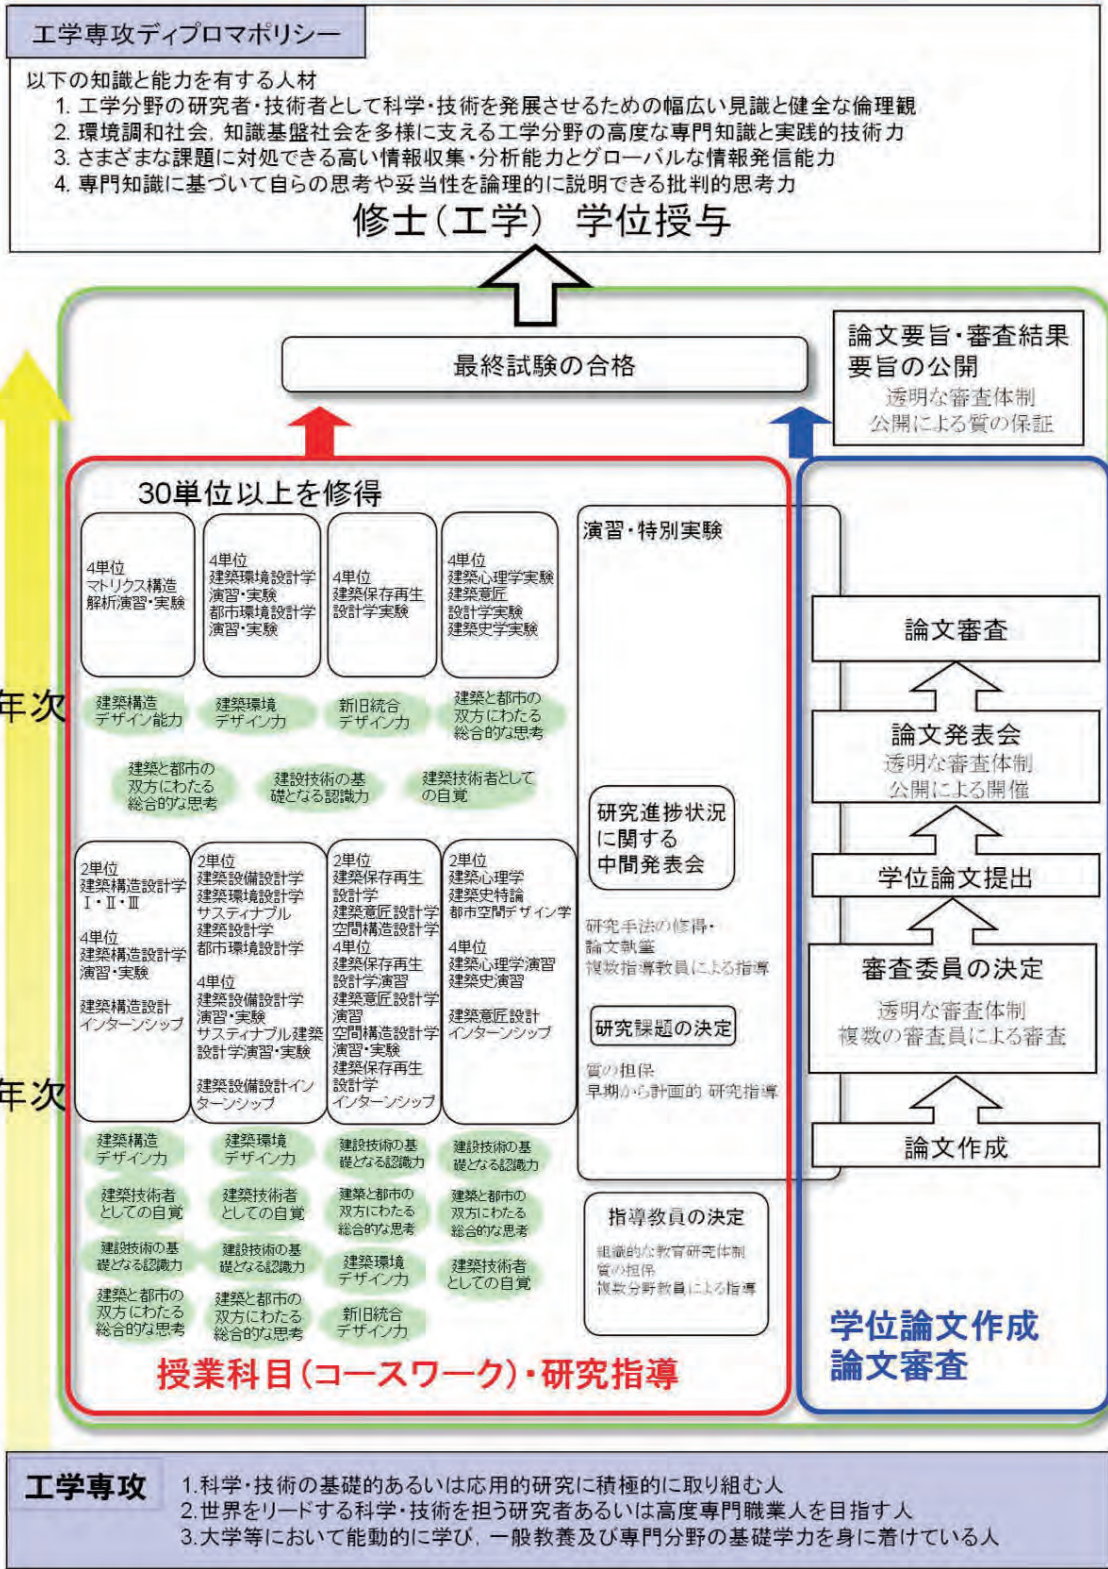 工学専攻ディプロマポリシー
以下の知識と能力を有する人材
1. 工学分野の研究者・技術者として科学・技術を発展させるための幅広い見識と健全な倫理観
2. 環境調和社会, 知識基盤社会を多様に支える工学分野の高度な専門知識と実践的技術力
3. さまざまな課題に対処できる高い情報収集・分析能力とグローバルな情報発信能力
4. 専門知識に基づいて自らの思考や妥当性を論理的に説明できる批判的思考力
修士(工学) 学位授与
最終試験の合格
論文要旨・審査結果
要旨の公開
透明な審査体制
公開による質の保証
30単位以上を修得
4単位
マトリクス構造
解析演習・実験
4単位
建築環境設計学
演習・実験
都市環境設計学
演習・実験
4単位
建築保存再生
設計学実験
4単位
建築心理学実験
建築意匠
設計学実験
建築史学実験
年次
建築構造
デザイン能力
建築環境
デザイン力
新旧統合
デザイン力
建築と都市の
双方にわたる
総合的な思考
建築と都市の
双方にわたる
総合的な思考
建設技術の基
礎となる認識力
建築技術者として
の自覚
2単位
建築構造設計学
Ⅰ・Ⅱ・Ⅲ
4単位
建築構造設計学
演習・実験
建築構造設計
インターンシップ
2単位
建築設備設計学
建築環境設計学
サスティナブル
建築設計学
都市環境設計学
4単位
建築設備設計学
演習・実験
サスティナブル建築
設計学演習・実験
建築設備設計イン
ターンシップ
2単位
建築保存再生
設計学
建築意匠設計学
空間構造設計学
4単位
建築保存再生
設計学演習
建築意匠設計学
演習
空間構造設計学
演習・実験
建築保存再生
設計学
インターンシップ
2単位
建築心理学
建築史特論
都市空間デザイン学
4単位
建築心理学演習
建築史演習
建築意匠設計
インターンシップ
年次
建築構造
デザイン力
建築技術者
としての自覚
建設技術の基
礎となる認識力
建築と都市の
双方にわたる
総合的な思考
建築環境
デザイン力
建築技術者
としての自覚
建設技術の基
礎となる認識力
建築と都市の
双方にわたる
総合的な思考
建設技術の基
礎となる認識力
建築と都市の
双方にわたる
総合的な思考
建築環境
デザイン力
新旧統合
デザイン力
建設技術の基
礎となる認識力
建築と都市の
双方にわたる
総合的な思考
建築技術者
としての自覚
演習・特別実験
研究進捗状況
に関する
中間発表会
研究手法の修得・
論文執筆
複数指導教員による指導
研究課題の決定
質の担保
早期から計画的 研究指導
指導教員の決定
組織的な教育研究体制
質の担保
複数分野教員による指導
授業科目(コースワーク)・研究指導
論文審査
論文発表会
透明な審査体制
公開による開催
学位論文提出
審査委員の決定
透明な審査体制
複数の審査員による審査
論文作成
学位論文作成
論文審査
工学専攻
1.科学・技術の基礎的あるいは応用的研究に積極的に取り組む人
2.世界をリードする科学・技術を担う研究者あるいは高度専門職業人を目指す人
3.大学等において能動的に学び, 一般教養及び専門分野の基礎学力を身に着けている人